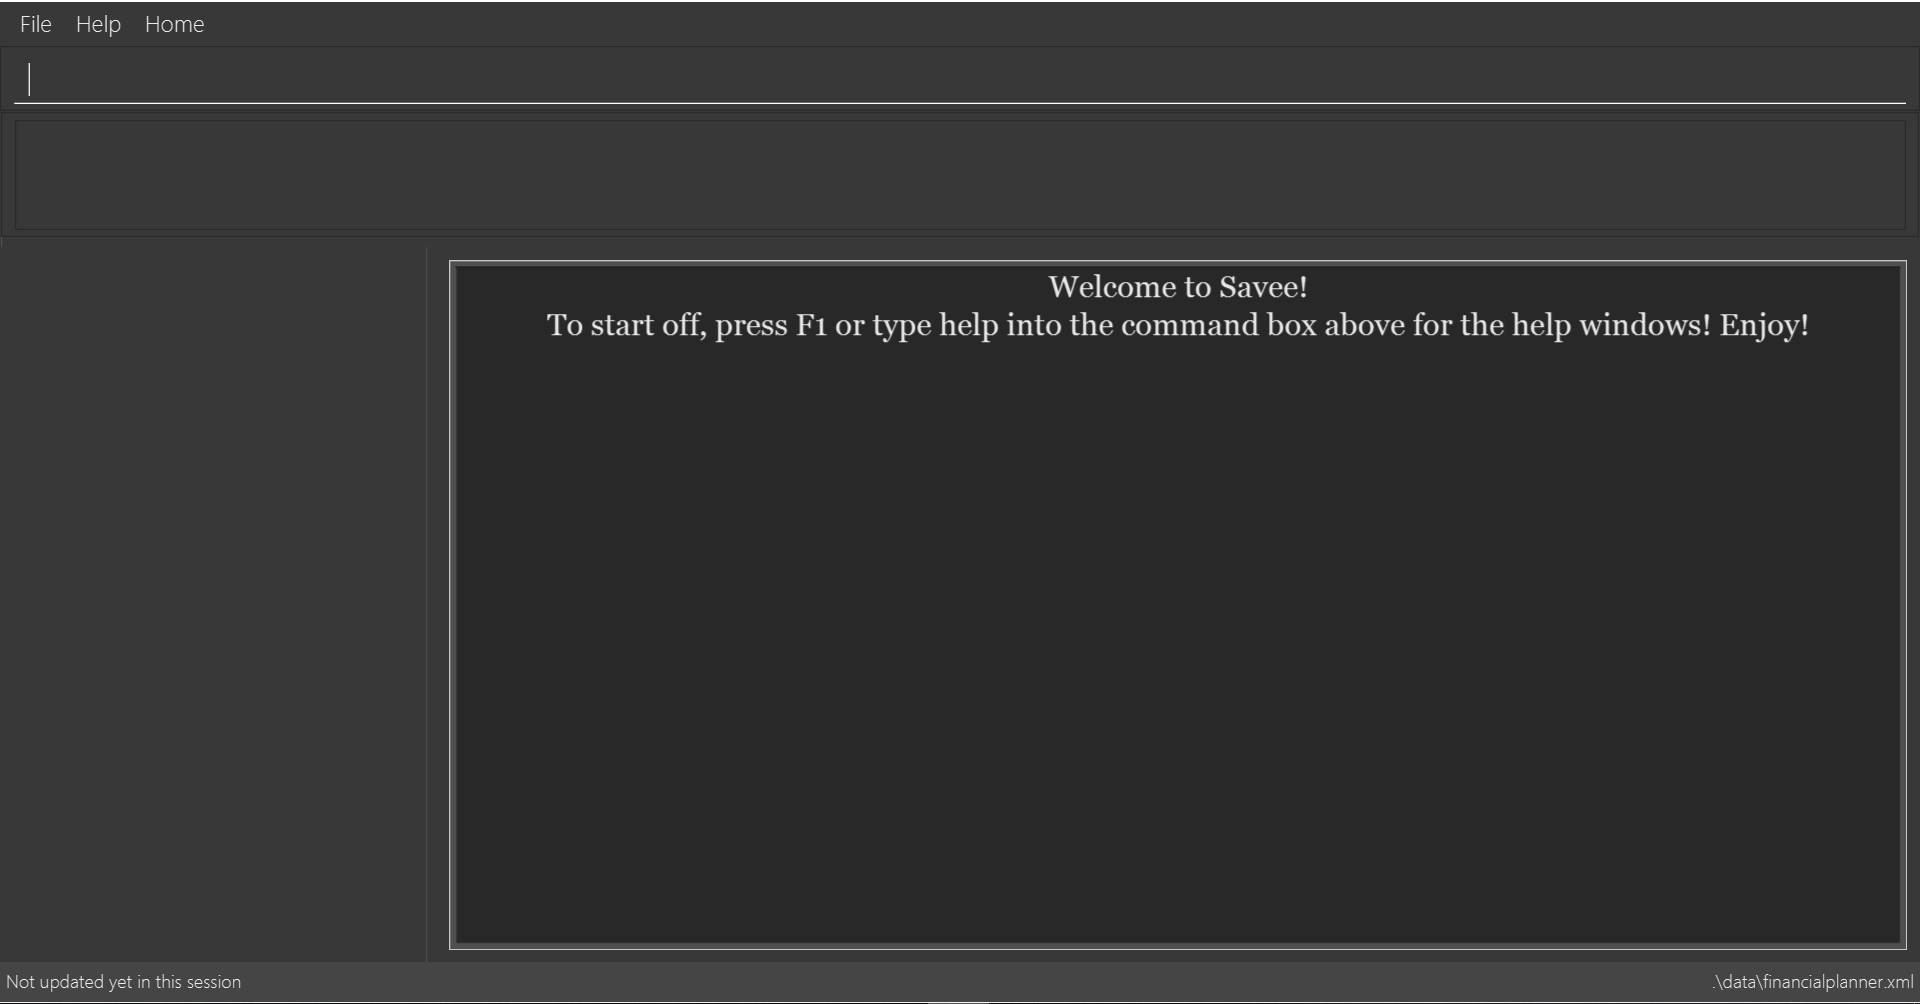 File Help Home
Welcome to Savee!
To start off, press F1 or type help into the command box above for the help windows! Enjoy!
Not updated yet in this session
.\data\financialplanner.xml